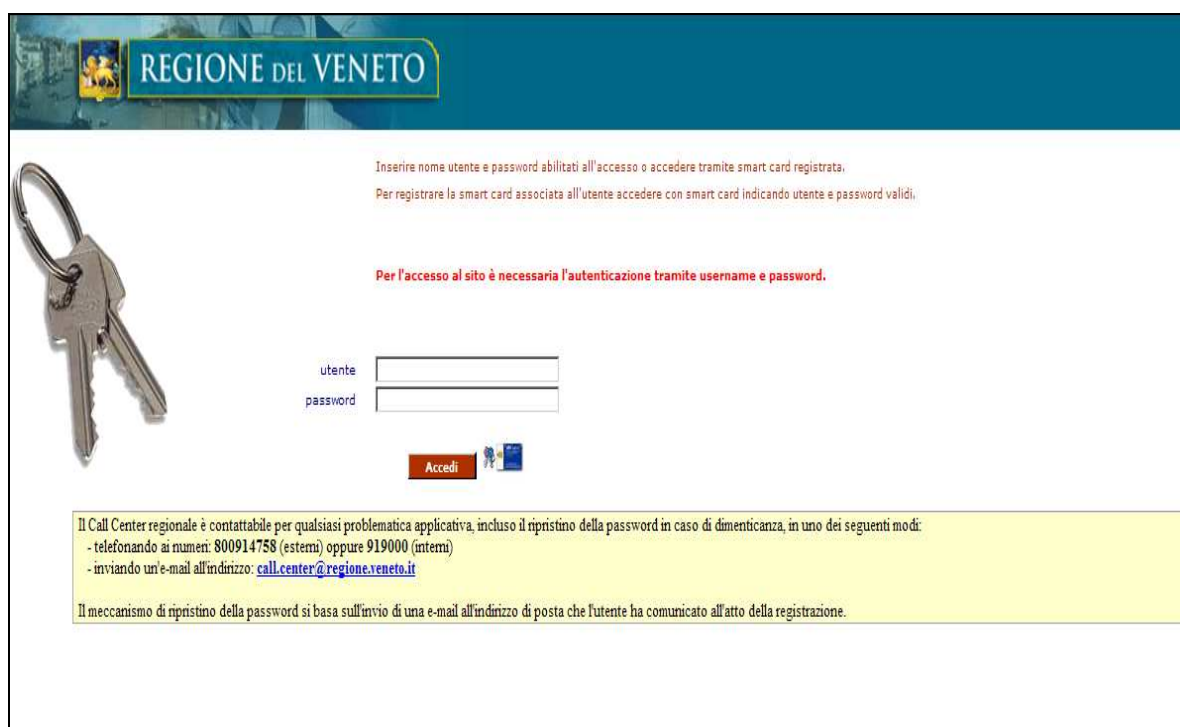 REGIONE DEL VENETO
Inserire nome utente e password abilitati all'accesso o accedere tramite smart card registrata.
Per registrare la smart card associata all'utente accedere con smart card indicando utente e password validi.
Per l'accesso al sito è necessaria l'autenticazione tramite username e password.
utente
password
Accedi
Il Call Center regionale è contattabile per qualsiasi problematica applicativa, incluso il ripristino della password in caso di dimenticanza, in uno dei seguenti modi:
- telefonando ai numeri: 800914758 (esterni) oppure 919000 (interni)
- inviando un'e-mail all'indirizzo: call.center@regione.veneto.it
Il meccanismo di ripristino della password si basa sull'invio di una e-mail all'indirizzo di posta che l'utente ha comunicato all'atto della registrazione.